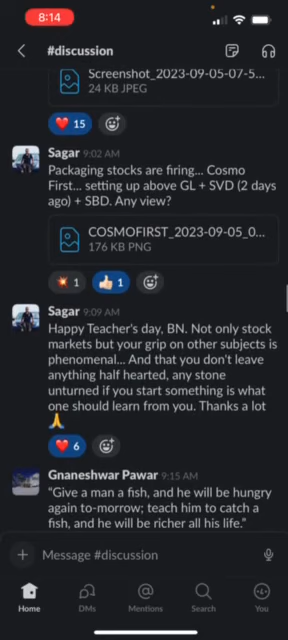 8:14
#discussion
Screenshot_2023-09-05-07-5...
24 KB JPEG
15
Sagar 9:02 AM
Packaging stocks are firing... Cosmo
First... setting up above GL + SVD (2 days
ago) + SBD. Any view?
COSMOFIRST_2023-09-05_0...
176 KB PNG
1 1
Sagar 9:09 AM
Happy Teacher's day, BN. Not only stock
markets but your grip on other subjects is
phenomenal... And that you don't leave
anything half hearted, any stone
unturned if you start something is what
one should learn from you. Thanks a lot
6
Gnaneshwar Pawar 9:15 AM
“Give a man a fish, and he will be hungry
again to-morrow; teach him to catch a
fish, and he will be richer all his life.”
Message #discussion
Home DMs Mentions Search You